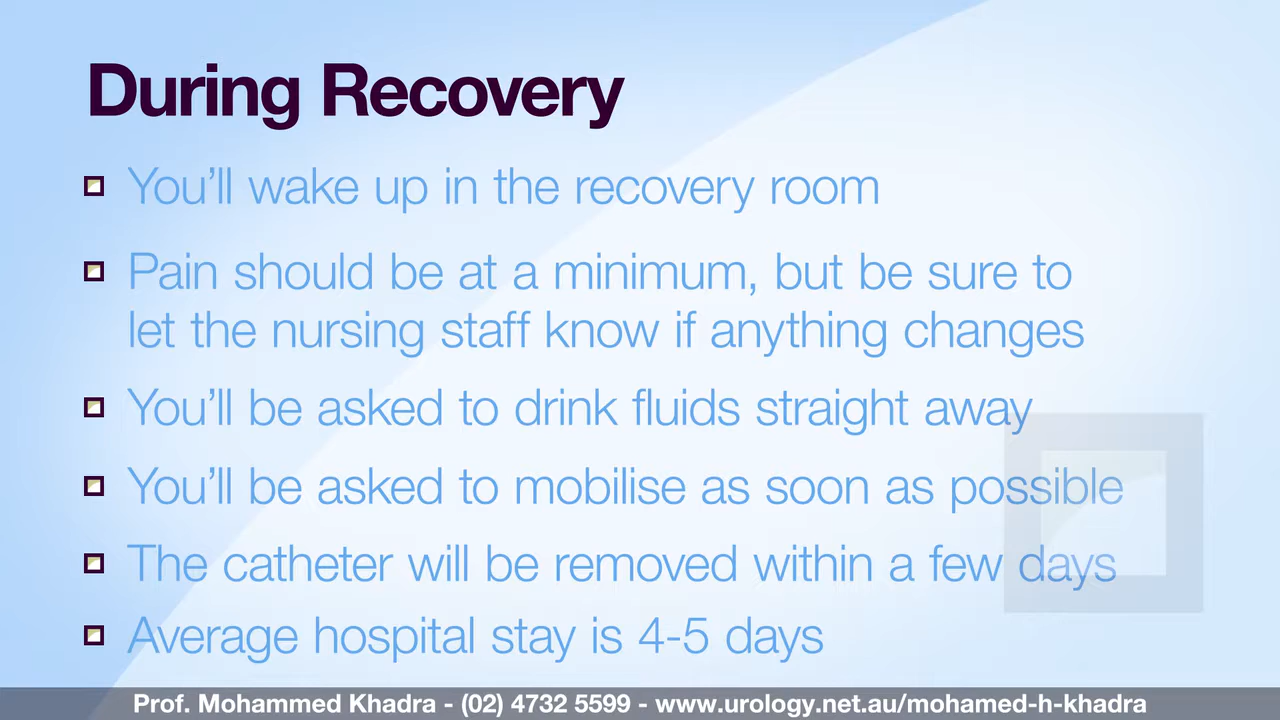 During Recovery
You’ll wake up in the recovery room
Pain should be at a minimum, but be sure to
let the nursing staff know if anything changes
You’ll be asked to drink fluids straight away
You’ll be asked to mobilise as soon as possible
The catheter will be removed within a few days
Average hospital stay is 4-5 days
Prof. Mohammed Khadra - (02) 4732 5599 - www.urology.net.au/mohamed-h-khadra